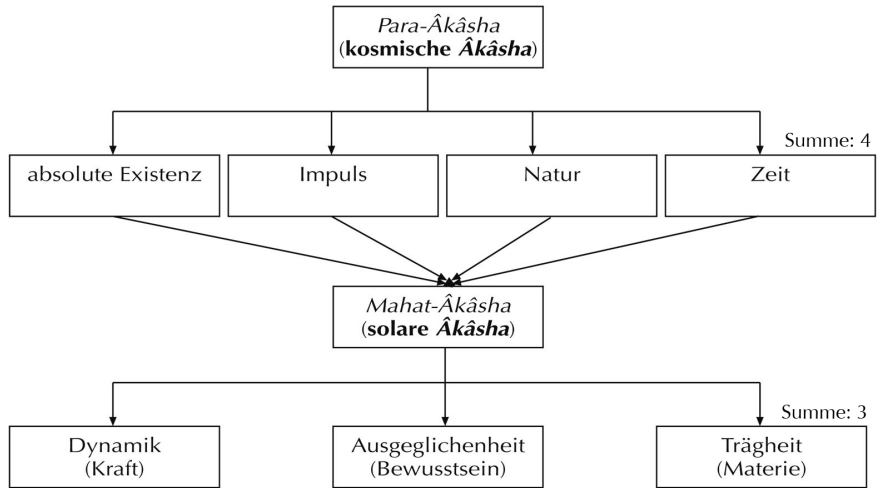 Para-Âkâsha
(kosmische Âkâsha)
Summe: 4
absolute Existenz
Impuls
Natur
Zeit
Mahat-Âkâsha
(solare Âkâsha)
Summe: 3
Dynamik
(Kraft)
Ausgeglichenheit
(Bewusstsein)
Trägheit
(Materie)